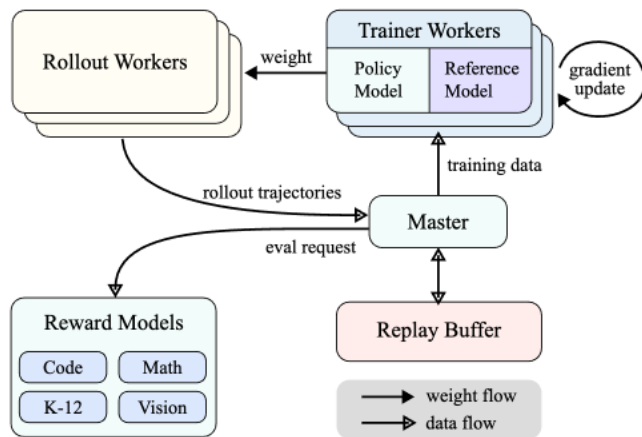 Rollout Workers
weight
Trainer Workers
Policy
Model
Reference
Model
gradient
update
rollout trajectories
training data
Master
eval request
Reward Models
Code
Math
K-12
Vision
Replay Buffer
weight flow
data flow